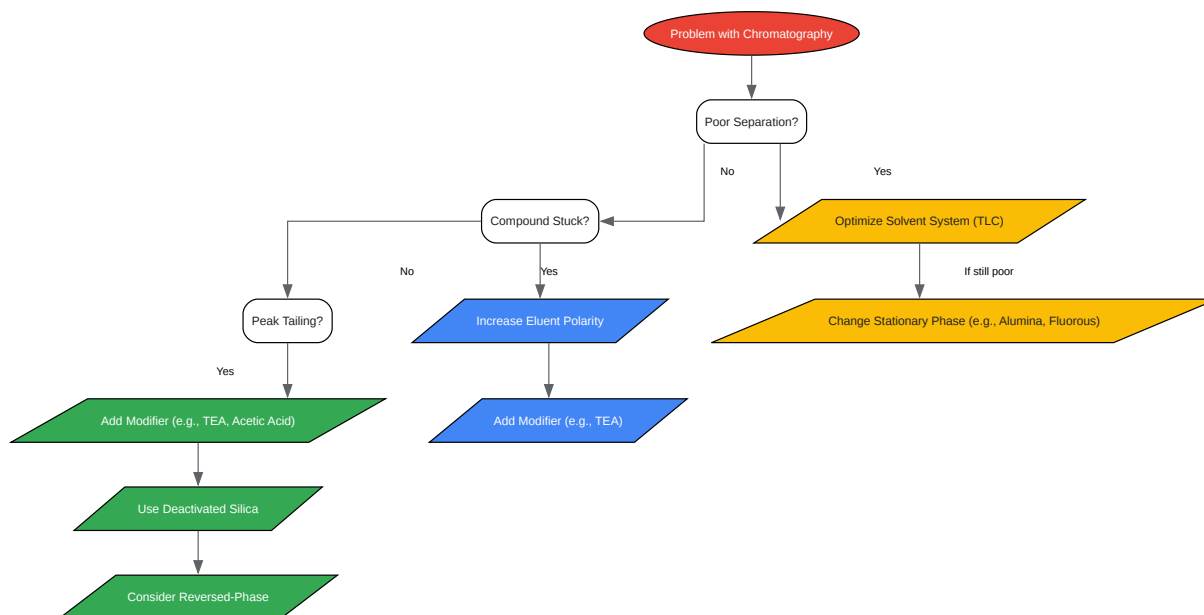 Problem with Chromatography
Poor Separation?
No
Yes
Compound Stuck?
Optimize Solvent System (TLC)
No
Yes
If still poor
Peak Tailing?
Increase Eluent Polarity
Change Stationary Phase (e.g., Alumina, Fluorous)
Yes
Add Modifier (e.g., TEA, Acetic Acid)
Add Modifier (e.g., TEA)
Use Deactivated Silica
Consider Reversed-Phase